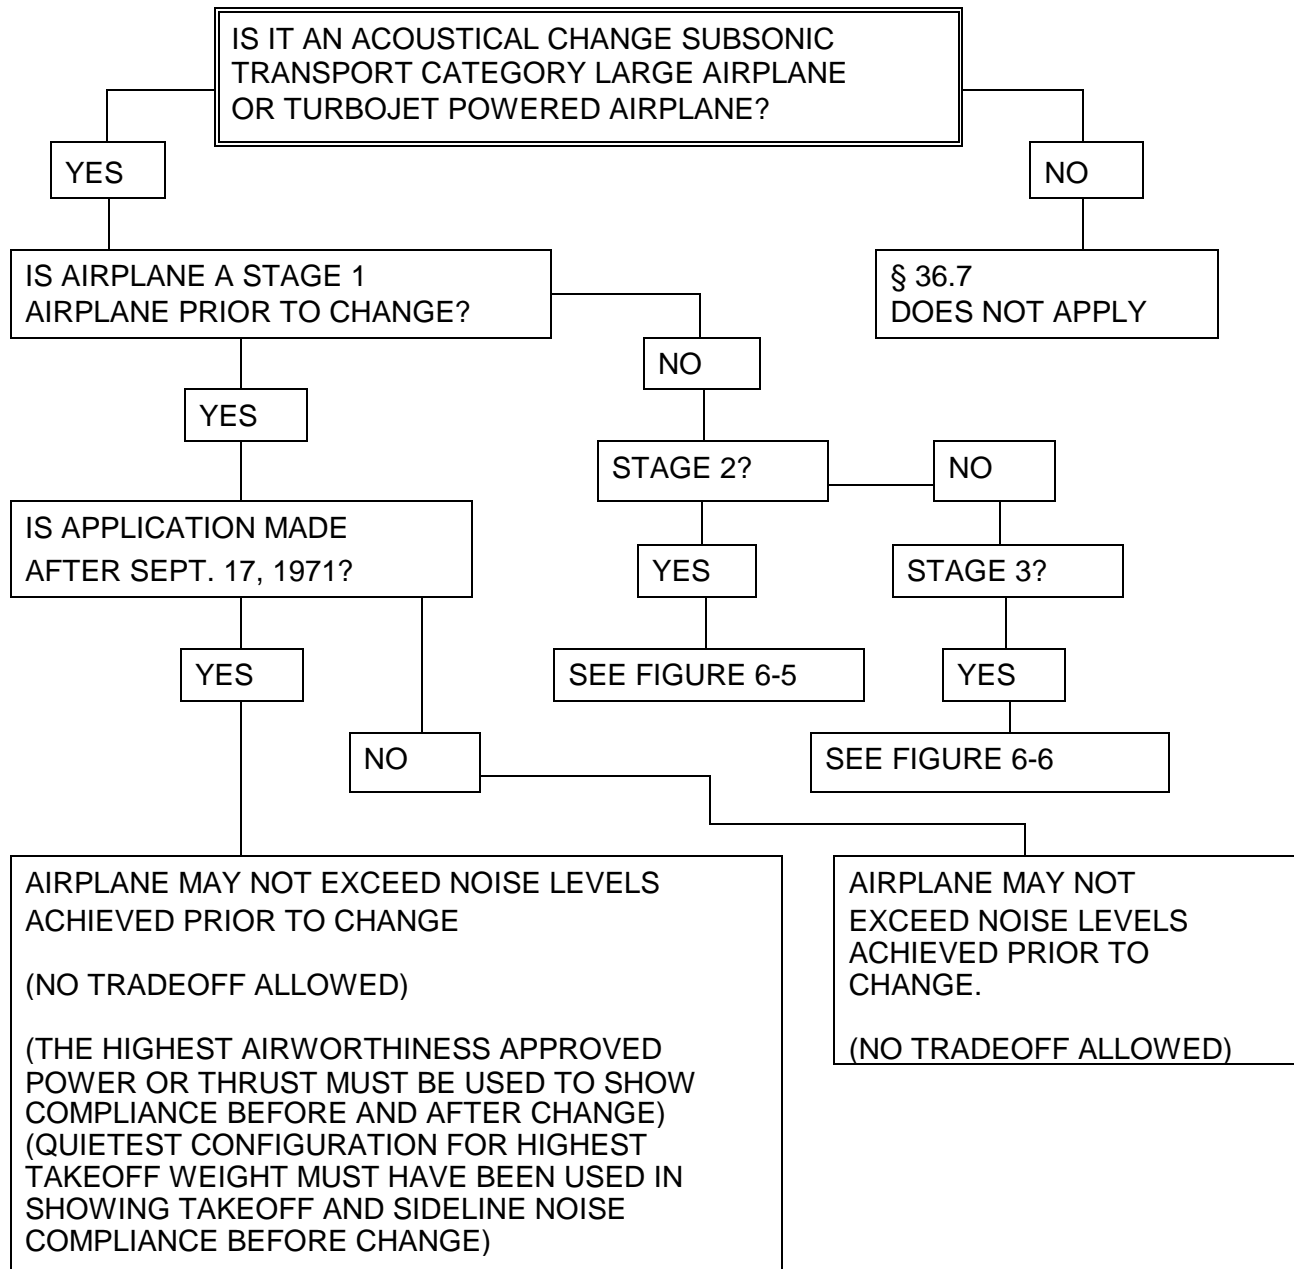 IS IT AN ACOUSTICAL CHANGE SUBSONIC
TRANSPORT CATEGORY LARGE AIRPLANE
OR TURBOJET POWERED AIRPLANE?
YES
NO
IS AIRPLANE A STAGE 1
AIRPLANE PRIOR TO CHANGE?
§ 36.7
DOES NOT APPLY
NO
YES
STAGE 2?
NO
IS APPLICATION MADE
AFTER SEPT. 17, 1971?
YES
STAGE 3?
YES
SEE FIGURE 6-5
YES
NO
SEE FIGURE 6-6
AIRPLANE MAY NOT EXCEED NOISE LEVELS
ACHIEVED PRIOR TO CHANGE
(NO TRADEOFF ALLOWED)
(THE HIGHEST AIRWORTHINESS APPROVED
POWER OR THRUST MUST BE USED TO SHOW
COMPLIANCE BEFORE AND AFTER CHANGE)
(QUIETEST CONFIGURATION FOR HIGHEST
TAKEOFF WEIGHT MUST HAVE BEEN USED IN
SHOWING TAKEOFF AND SIDELINE NOISE
COMPLIANCE BEFORE CHANGE)
AIRPLANE MAY NOT
EXCEED NOISE LEVELS
ACHIEVED PRIOR TO
CHANGE.
(NO TRADEOFF ALLOWED)